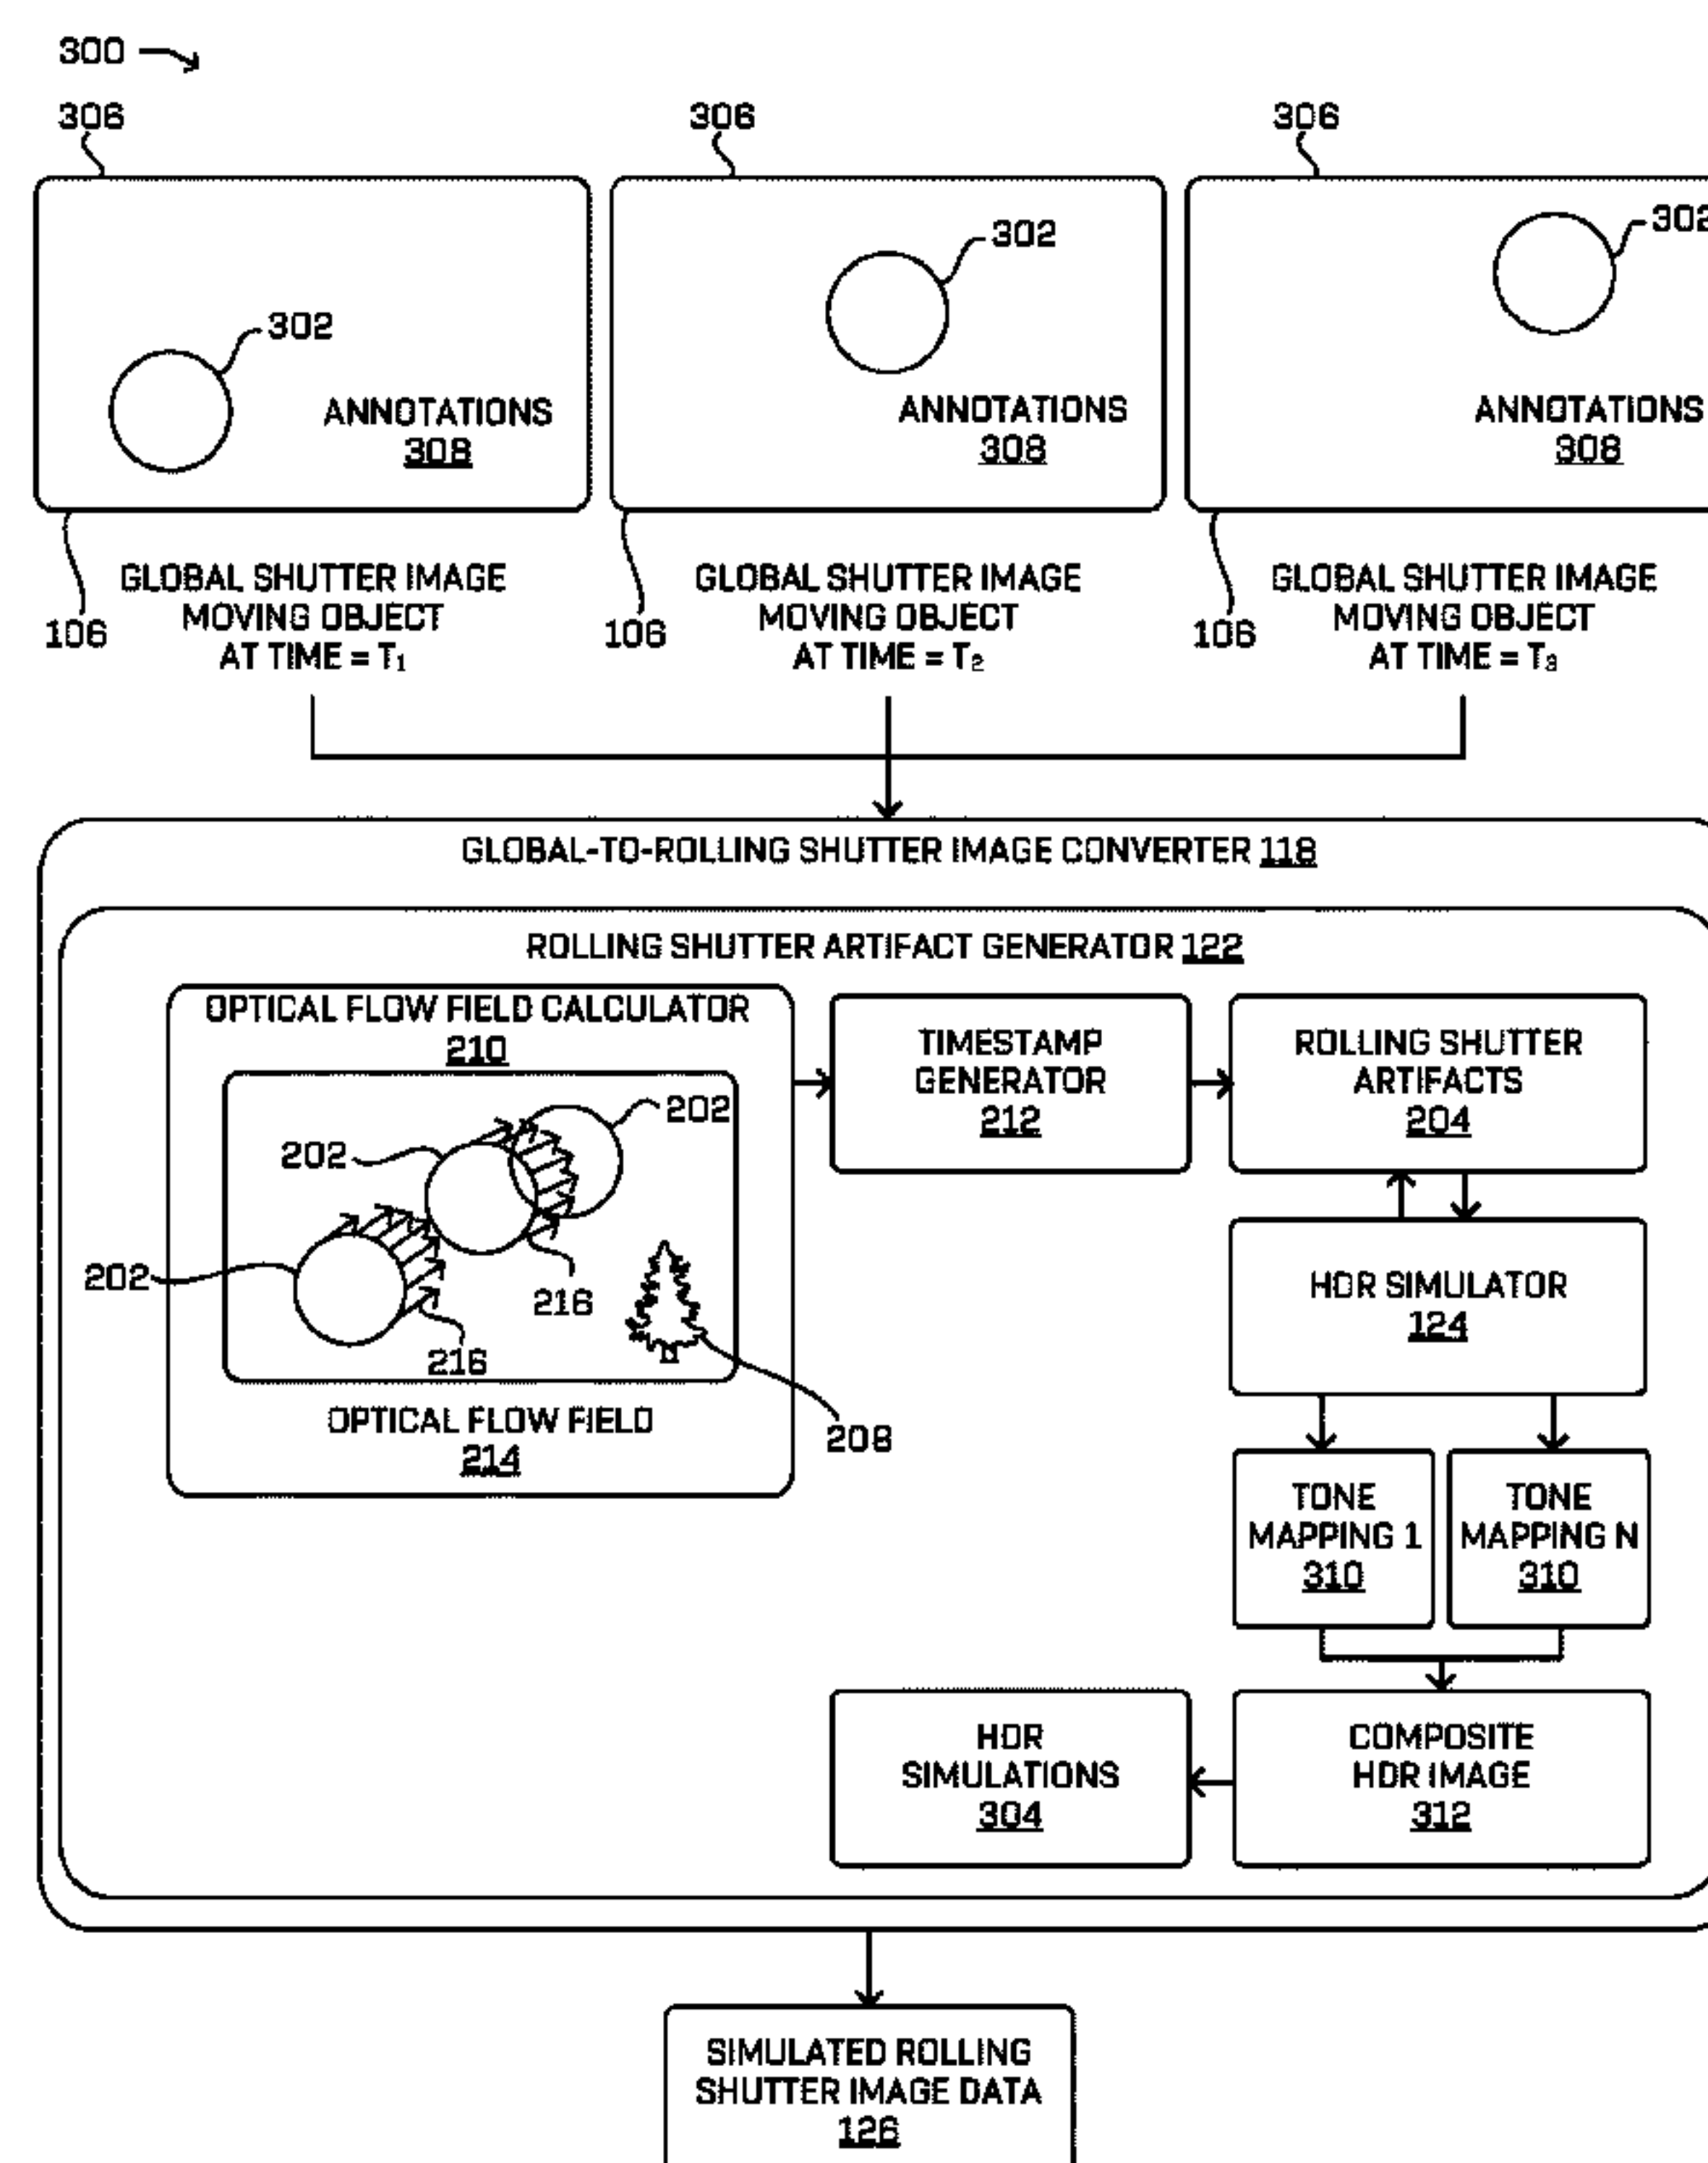 300
306
306
306
302
302
302
ANNOTATIONS
308
ANNOTATIONS
308
ANNOTATIONS
308
106
GLOBAL SHUTTER IMAGE
MOVING OBJECT
AT TIME = T₁
106
GLOBAL SHUTTER IMAGE
MOVING OBJECT
AT TIME = T₂
106
GLOBAL SHUTTER IMAGE
MOVING OBJECT
AT TIME = T₃
GLOBAL-TO-ROLLING SHUTTER IMAGE CONVERTER 118
ROLLING SHUTTER ARTIFACT GENERATOR 122
OPTICAL FLOW FIELD CALCULATOR
210
202
202
202
216
216
208
OPTICAL FLOW FIELD
214
TIMESTAMP
GENERATOR
212
ROLLING SHUTTER
ARTIFACTS
204
HDR SIMULATOR
124
TONE
MAPPING 1
310
TONE
MAPPING N
310
COMPOSITE
HDR IMAGE
312
HDR
SIMULATIONS
304
SIMULATED ROLLING
SHUTTER IMAGE DATA
126